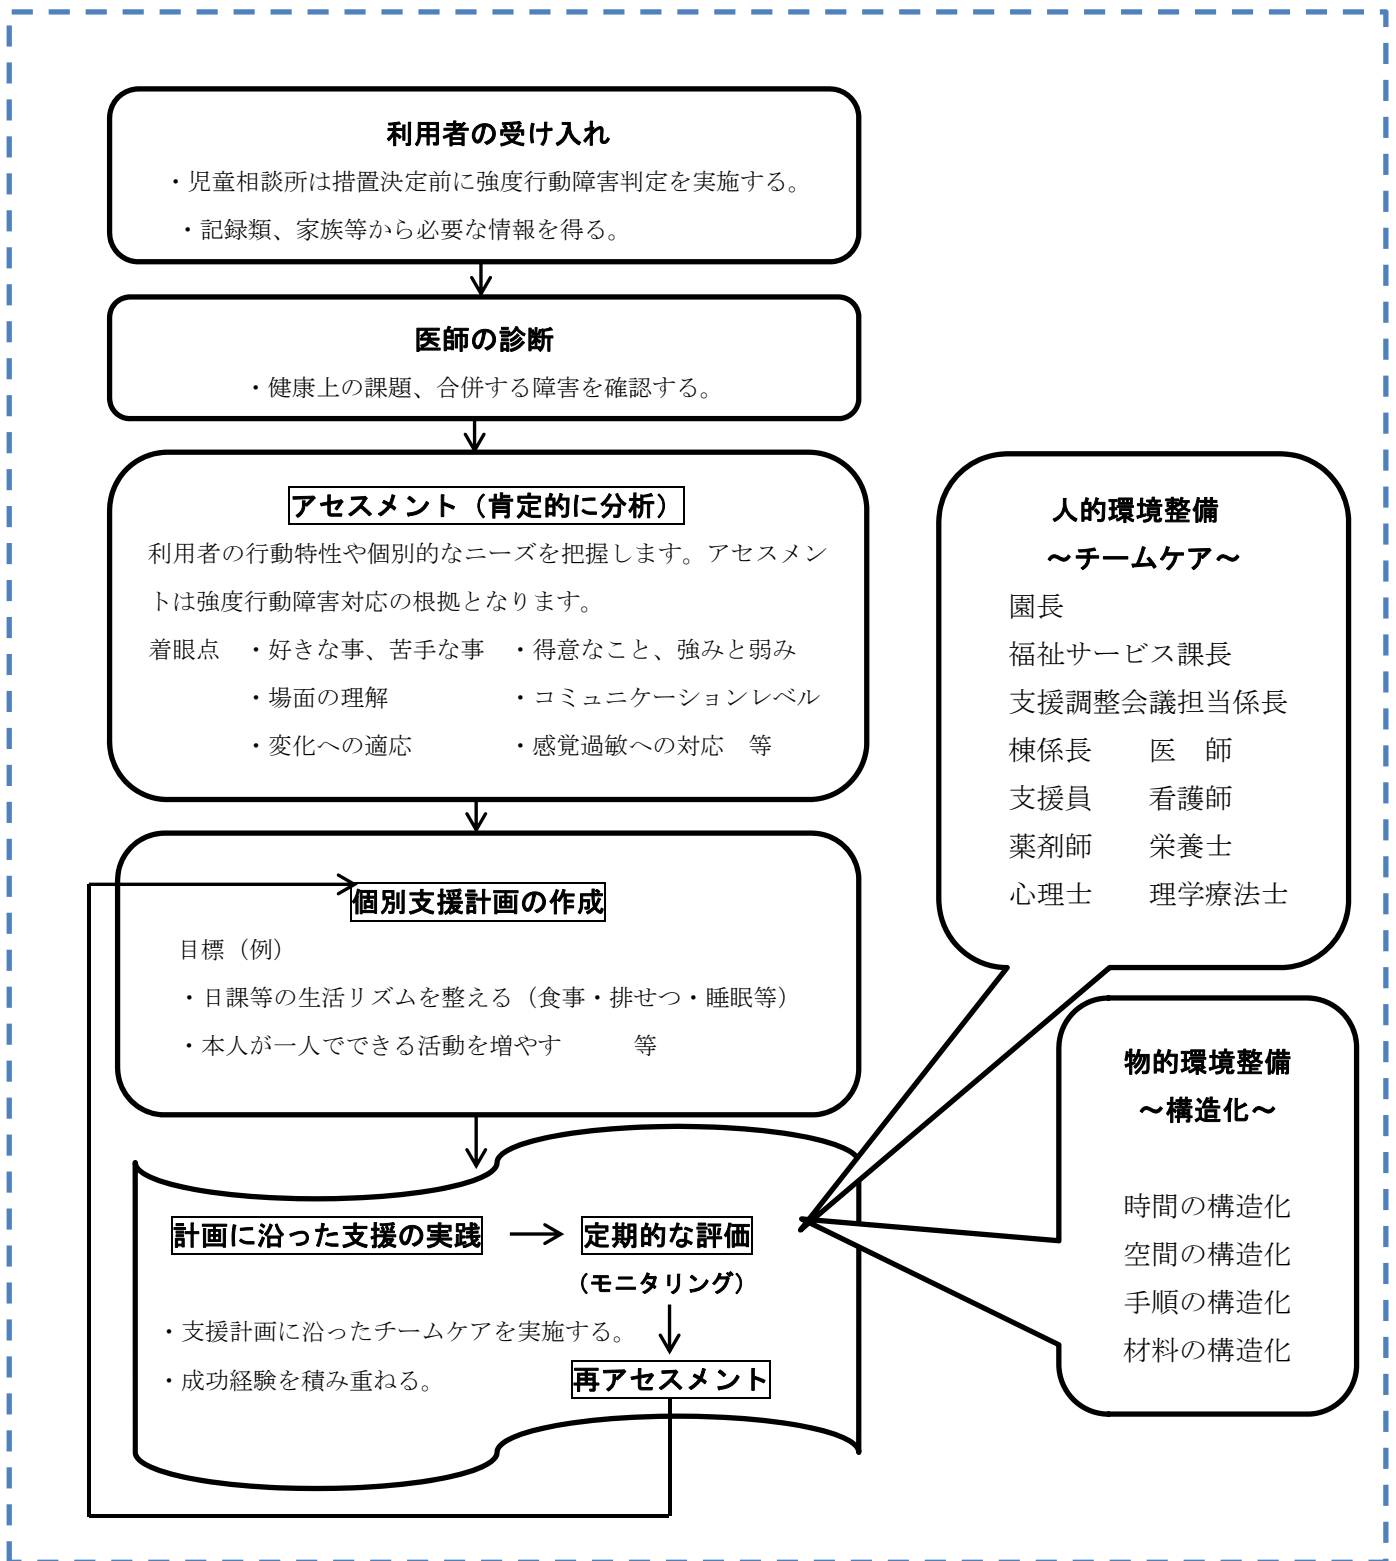 利用者の受け入れ
・児童相談所は措置決定前に強度行動障害判定を実施する。
・記録類、家族等から必要な情報を得る。
医師の診断
・健康上の課題、合併する障害を確認する。
アセスメント（肯定的に分析）
利用者の行動特性や個別的なニーズを把握します。アセスメン
トは強度行動障害対応の根拠となります。
着眼点　・好きな事、苦手な事　・得意なこと、強みと弱み
・場面の理解　・コミュニケーションレベル
・変化への適応　・感覚過敏への対応　等
個別支援計画の作成
目標（例）
・日課等の生活リズムを整える（食事・排せつ・睡眠等）
・本人が一人でできる活動を増やす　　　等
計画に沿った支援の実践
定期的な評価
（モニタリング）
・支援計画に沿ったチームケアを実施する。
・成功経験を積み重ねる。
再アセスメント
人的環境整備
～チームケア～
園長
福祉サービス課長
支援調整会議担当係長
棟係長　　医　師
支援員　　看護師
薬剤師　　栄養士
心理士　　理学療法士
物的環境整備
～構造化～
時間の構造化
空間の構造化
手順の構造化
材料の構造化